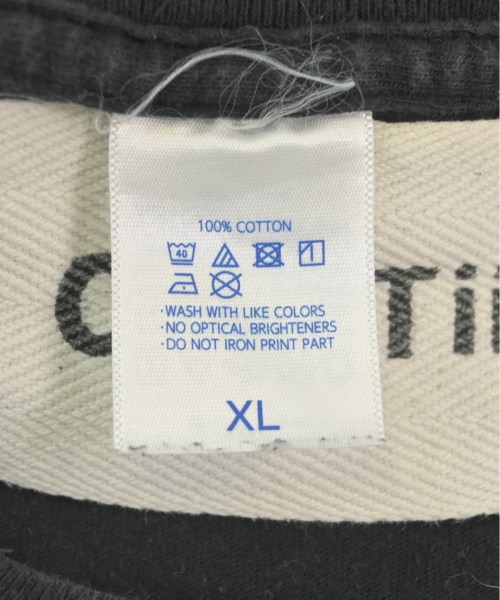 100% COTTON
40
·WASH WITH LIKE COLORS
·NO OPTICAL BRIGHTENERS
·DO NOT IRON PRINT PART
XL